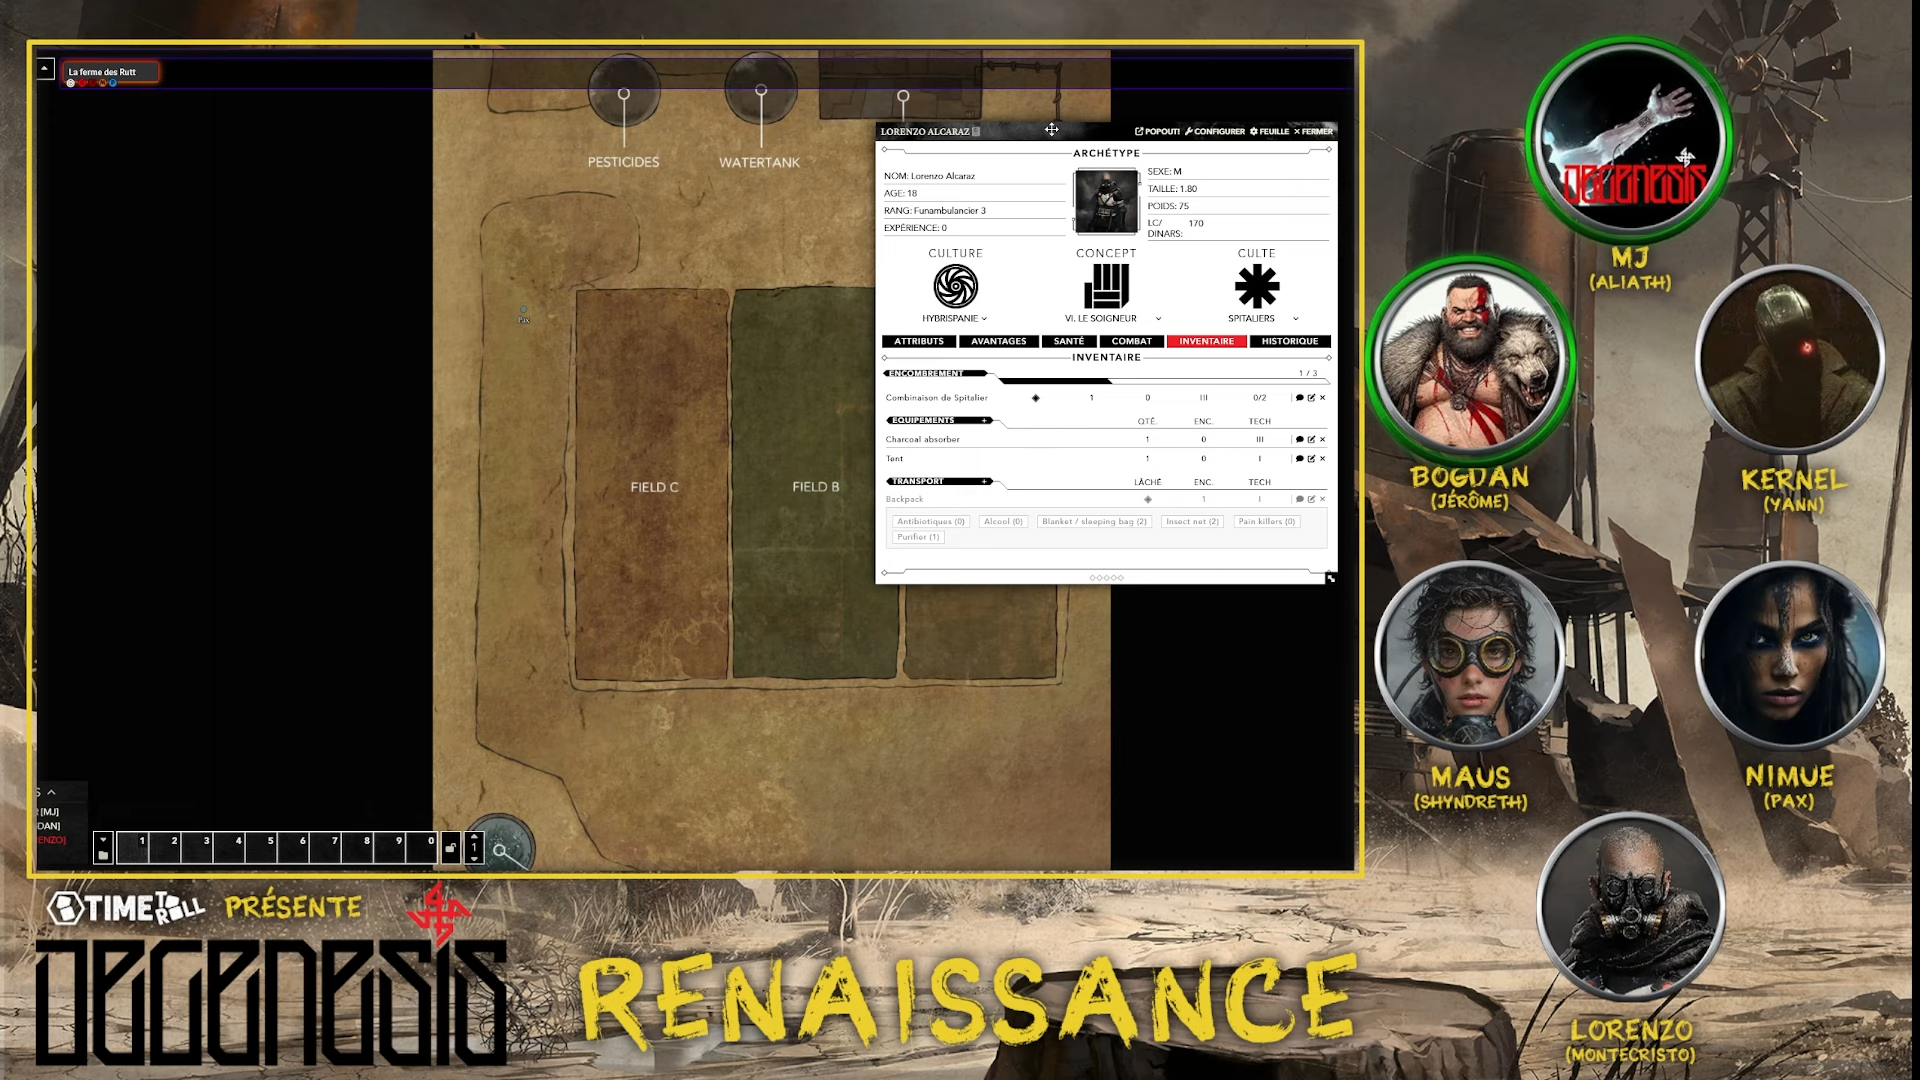 La ferme des Rutt
PESTICIDES
WATERTANK
FIELD C
FIELD B
LORENZO ALCARAZ
POPOUT!
CONFIGURER
FEUILLE
FERMER
ARCHÉTYPE
NOM: Lorenzo Alcaraz
AGE: 18
RANG: Funambulancier 3
EXPÉRIENCE: 0
SEXE: M
TAILLE: 1.80
POIDS: 75
LC/ DINARS: 170
CULTURE
CONCEPT
CULTE
HYBRISPANIE
VI. LE SOIGNEUR
SPITALIERS
ATTRIBUTS
AVANTAGES
SANTÉ
COMBAT
INVENTAIRE
HISTORIQUE
INVENTAIRE
ENCOMBREMENT 1 / 3
Combinaison de Spitalier 1 0 III 0/2
EQUIPEMENTS + QTÉ. ENC. TECH
Charcoal absorber 1 0 III
Tent 1 0 I
TRANSPORT + LÂCHÉ ENC. TECH
Backpack 1 I
Antibiotiques (0) Alcool (0) Blanket / sleeping bag (2) Insect net (2) Pain killers (0)
Purifier (1)
Pax
S
[MJ]
DAN]
ENZO]
1 2 3 4 5 6 7 8 9 0
1
DEGENESIS
MJ
(ALIATH)
BOGDAN
(JÉRÔME)
KERNEL
(YANN)
MAUS
(SHYNDRETH)
NIMUE
(PAX)
LORENZO
(MONTECRISTO)
TIME TO ROLL PRÉSENTE
DEGENESIS
RENAISSANCE